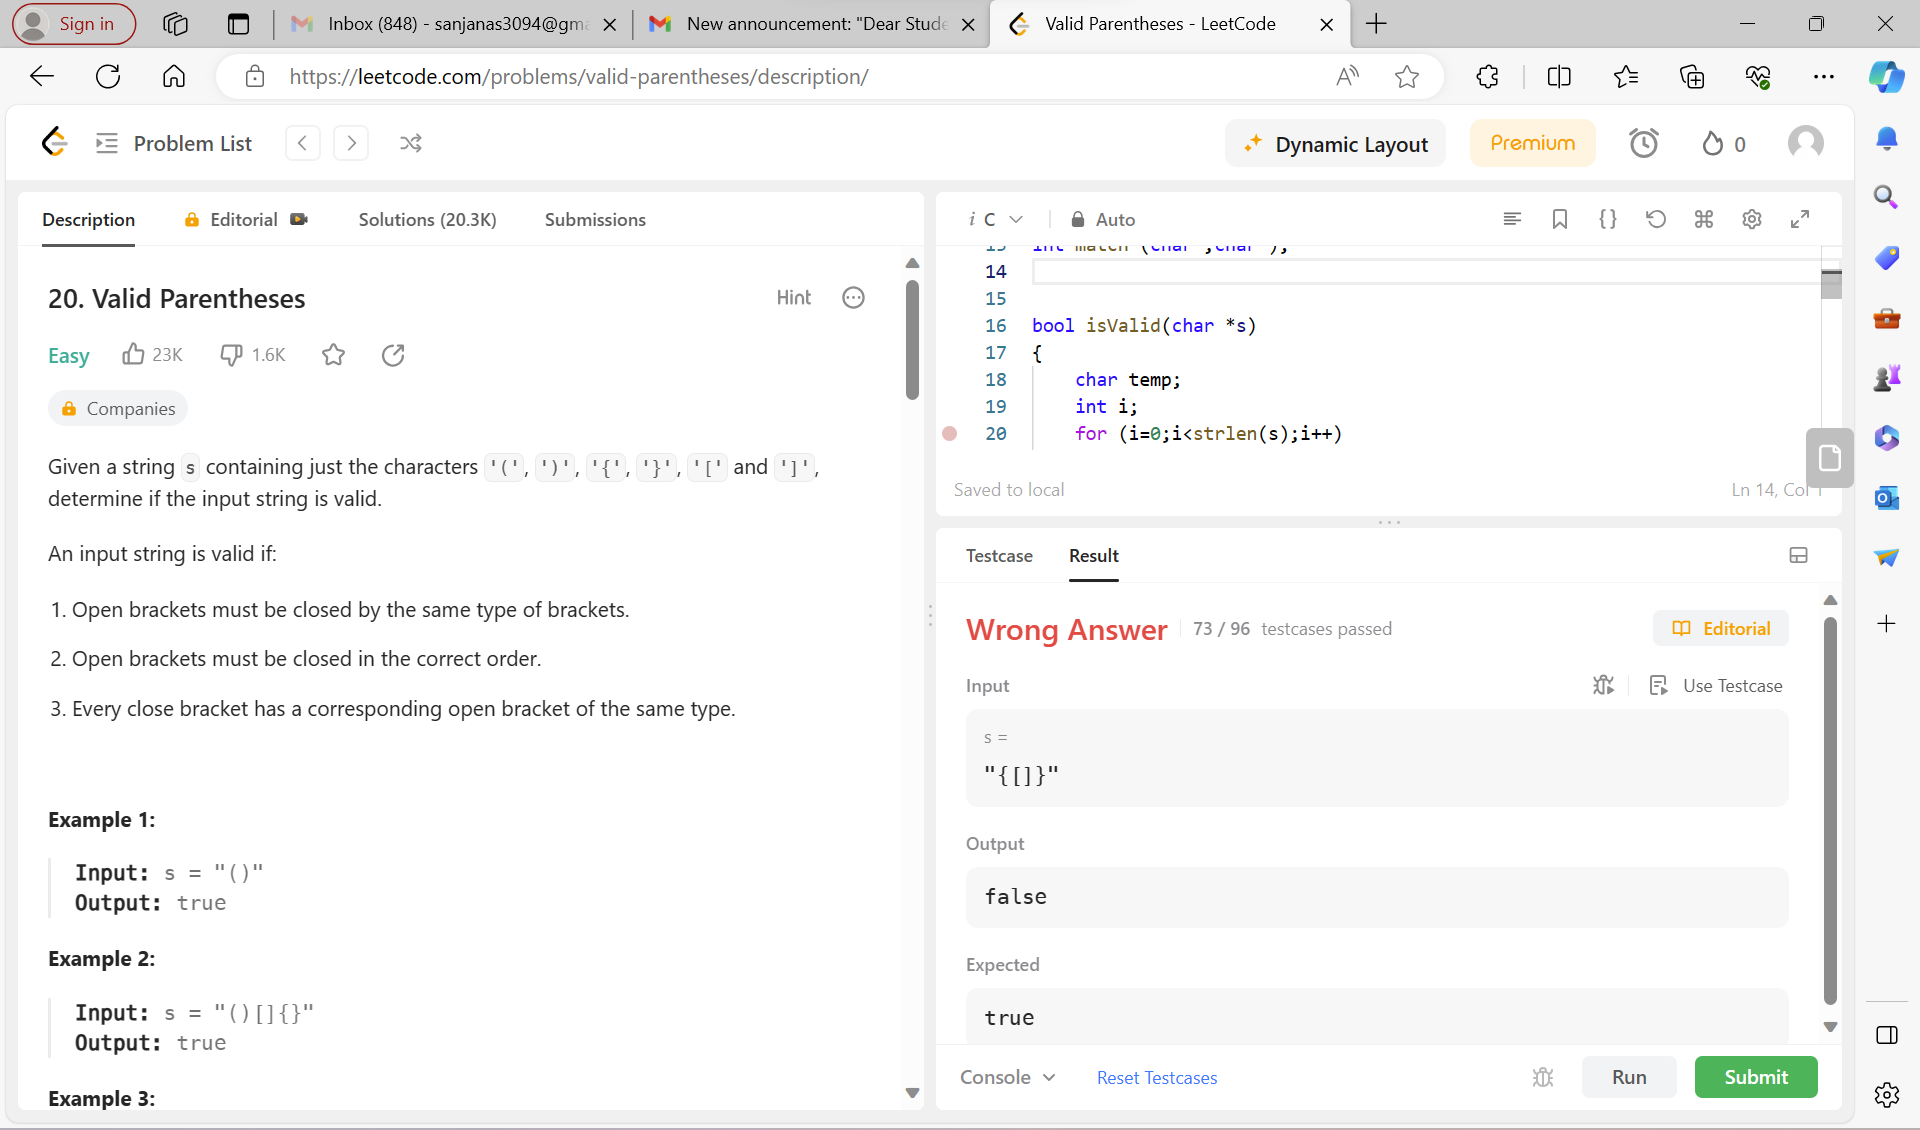 Sign in
Inbox (848) - sanjanas3094@gma
New announcement: "Dear Stude
Valid Parentheses - LeetCode
https://leetcode.com/problems/valid-parentheses/description/
Problem List
Dynamic Layout
Premium
0
Description
Editorial
Solutions (20.3K)
Submissions
20. Valid Parentheses
Hint
Easy
23K
1.6K
Companies
Given a string s containing just the characters '(', ')', '{', '}', '[' and ']',
determine if the input string is valid.
An input string is valid if:
1. Open brackets must be closed by the same type of brackets.
2. Open brackets must be closed in the correct order.
3. Every close bracket has a corresponding open bracket of the same type.
Example 1:
Input: s = "()"
Output: true
Example 2:
Input: s = "()[]{}"
Output: true
Example 3:
i C
Auto
13 int match (char ,char );
14
15
16 bool isValid(char *s)
17 {
18 char temp;
19 int i;
20 for (i=0;i<strlen(s);i++)
Saved to local
Ln 14, Col 1
Testcase
Result
Wrong Answer
73 / 96 testcases passed
Editorial
Input
Use Testcase
s =
"{[]}"
Output
false
Expected
true
Console
Reset Testcases
Run
Submit